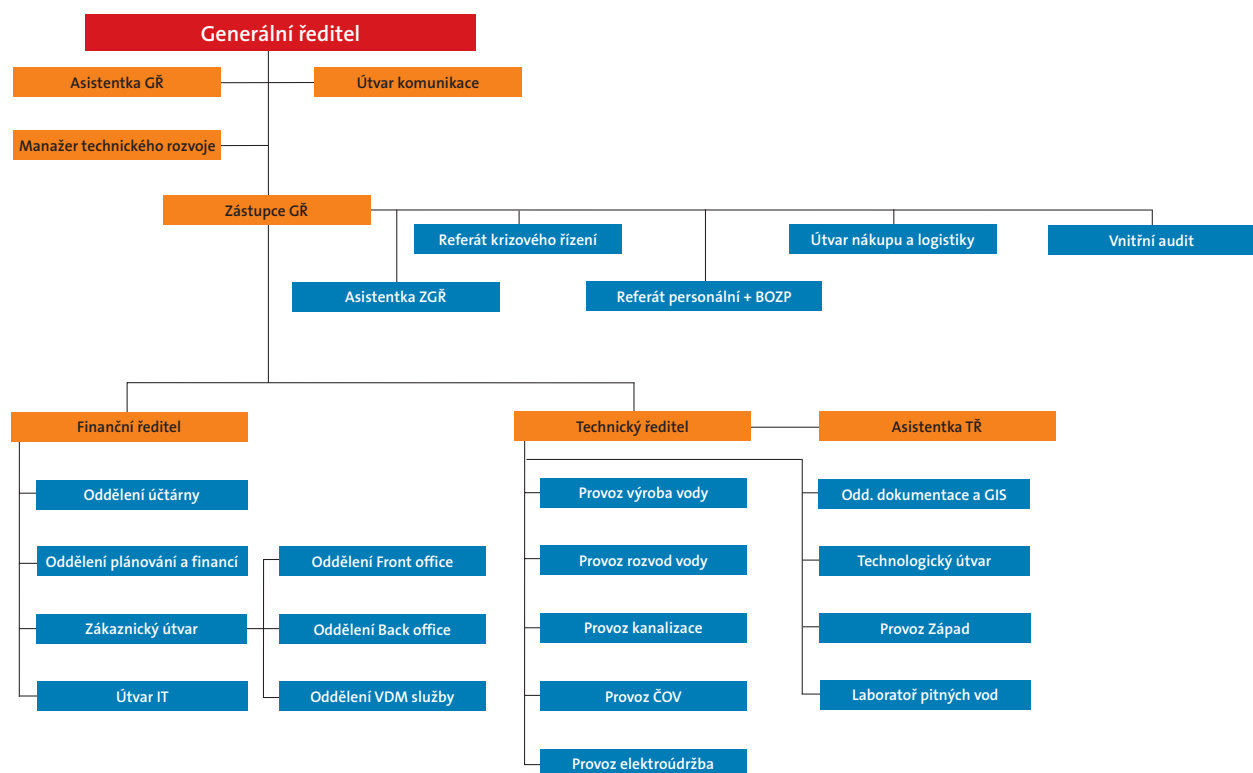 Generální ředitel
Asistentka GŘ
Útvar komunikace
Manažer technického rozvoje
Zástupce GŘ
Referát krizového řízení
Útvar nákupu a logistiky
Vnitřní audit
Asistentka ZGŘ
Referát personální + BOZP
Finanční ředitel
Technický ředitel
Asistentka TŘ
Oddělení účtárny
Oddělení plánování a financí
Zákaznický útvar
Útvar IT
Oddělení Front office
Oddělení Back office
Oddělení VDM služby
Provoz výroba vody
Provoz rozvod vody
Provoz kanalizace
Provoz ČOV
Provoz elektroúdržba
Odd. dokumentace a GIS
Technologický útvar
Provoz Západ
Laboratoř pitných vod